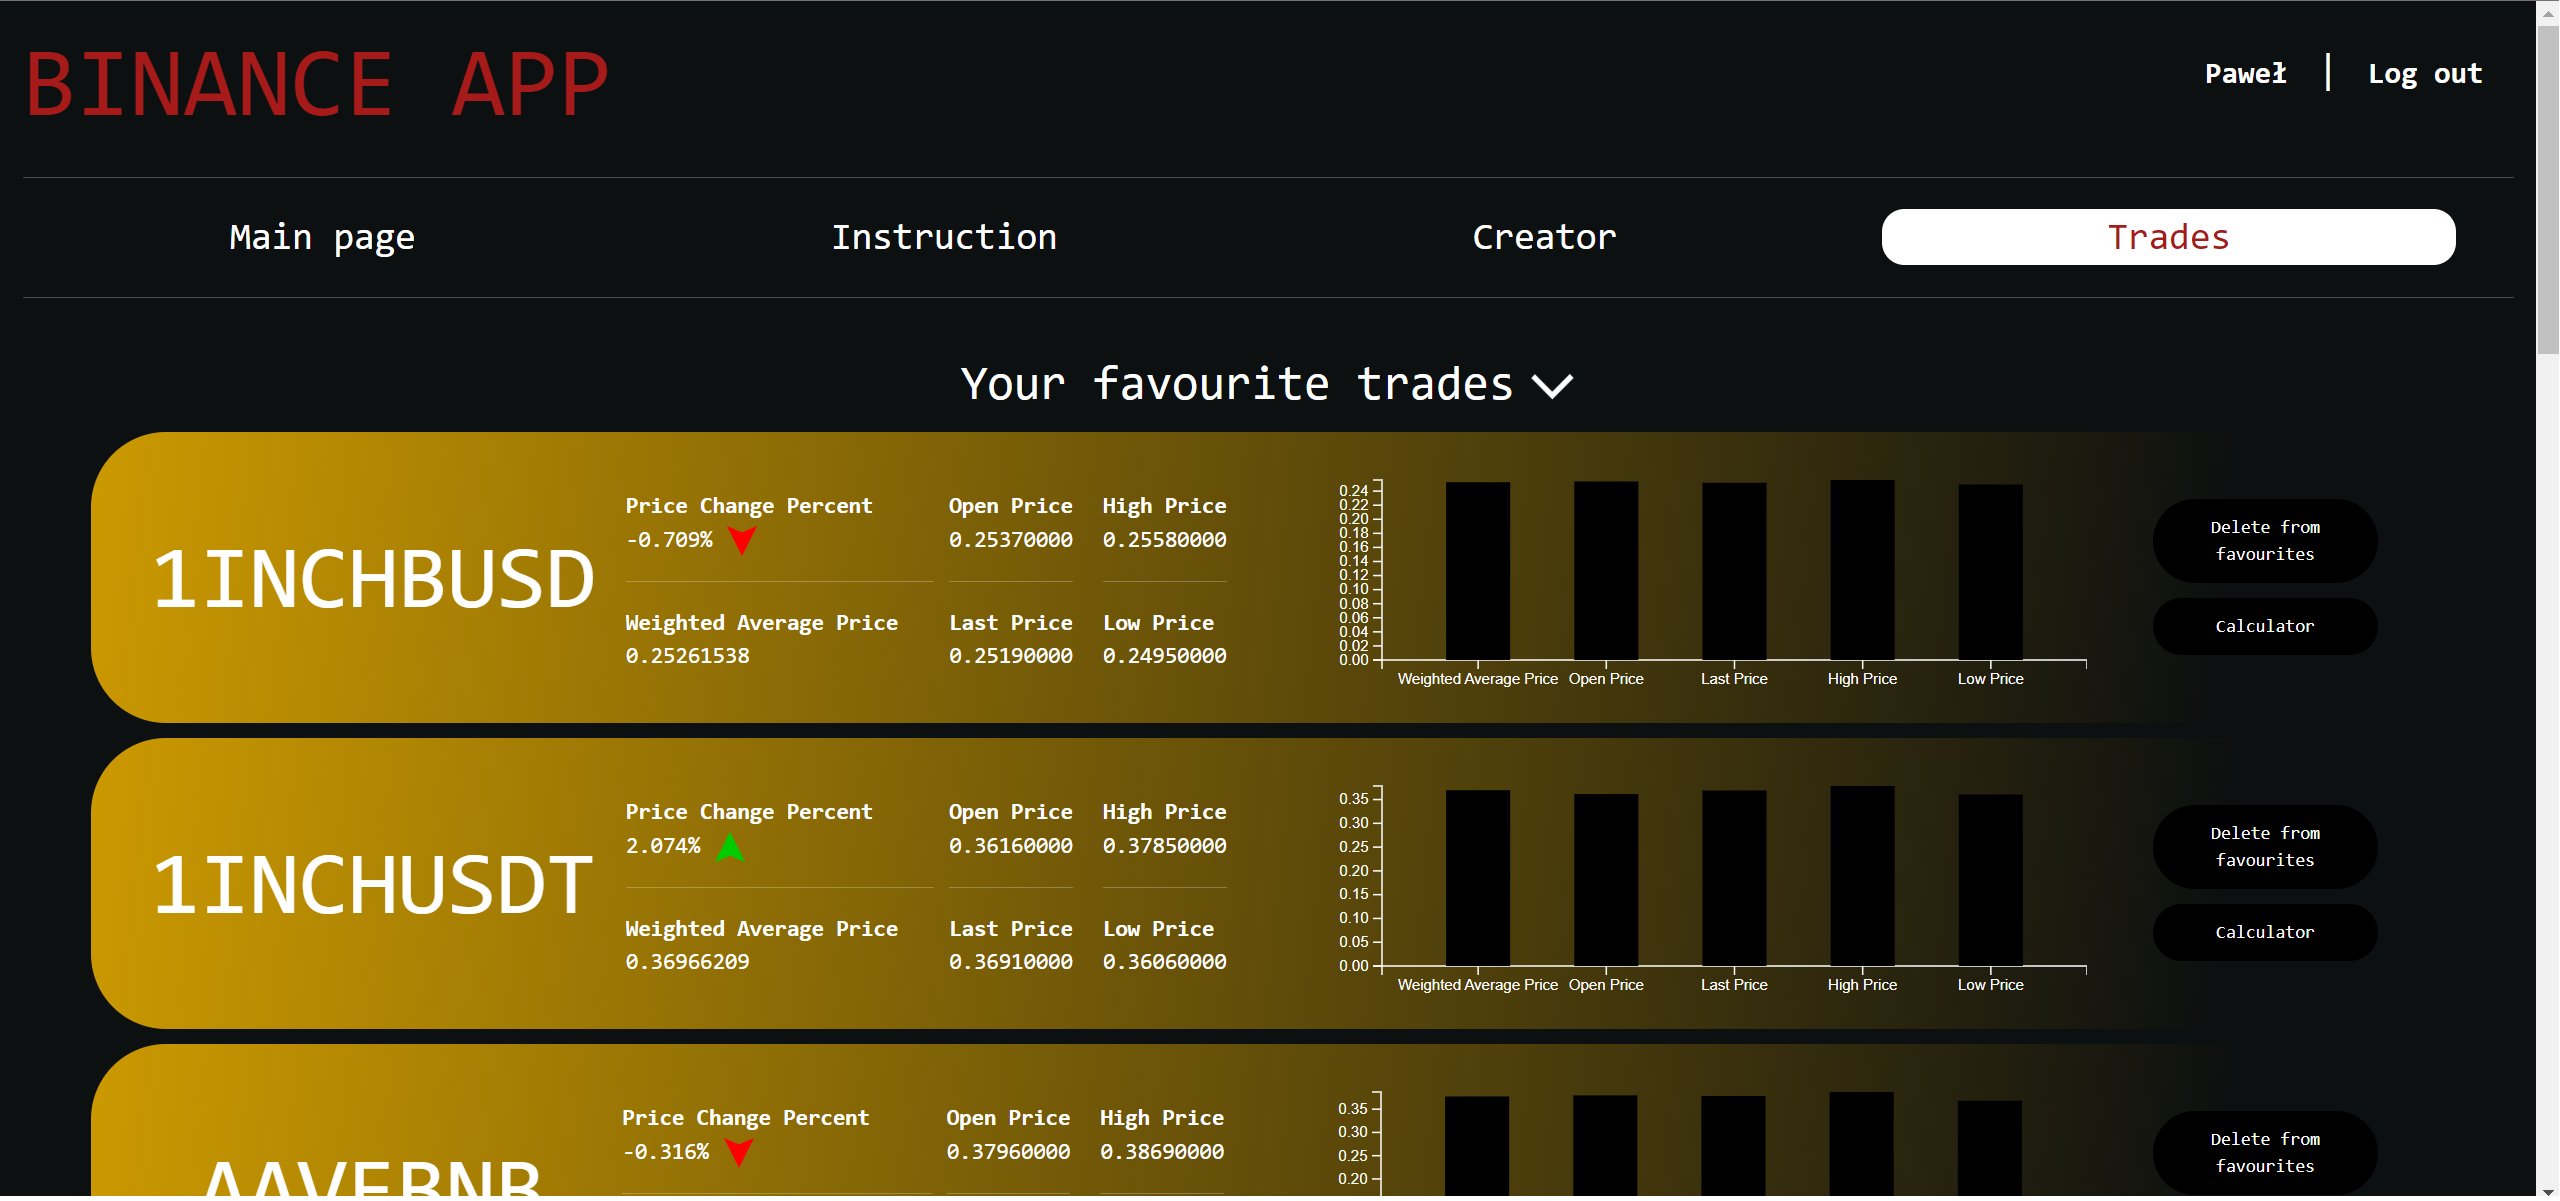 BINANCE APP
Paweł | Log out
Main page
Instruction
Creator
Trades
Your favourite trades
1INCHBUSD
Price Change Percent
-0.709%
Open Price
0.25370000
High Price
0.25580000
Weighted Average Price
0.25261538
Last Price
0.25190000
Low Price
0.24950000
0.24
0.22
0.20
0.18
0.16
0.14
0.12
0.10
0.08
0.06
0.04
0.02
0.00
Weighted Average Price
Open Price
Last Price
High Price
Low Price
Delete from
favourites
Calculator
1INCHUSDT
Price Change Percent
2.074%
Open Price
0.36160000
High Price
0.37850000
Weighted Average Price
0.36966209
Last Price
0.36910000
Low Price
0.36060000
0.35
0.30
0.25
0.20
0.15
0.10
0.05
0.00
Weighted Average Price
Open Price
Last Price
High Price
Low Price
Delete from
favourites
Calculator
AAVEBNB
Price Change Percent
-0.316%
Open Price
0.37960000
High Price
0.38690000
0.35
0.30
0.25
0.20
Delete from
favourites